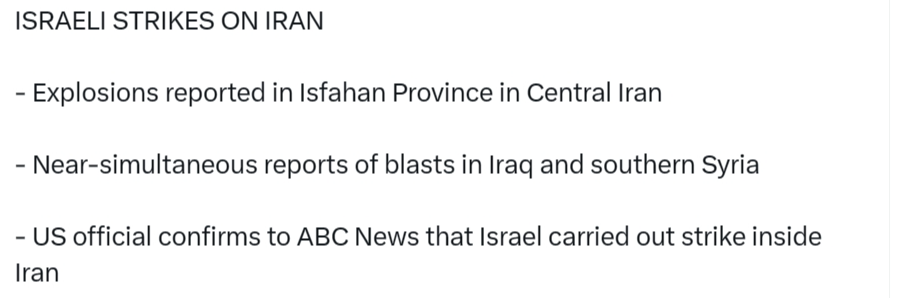 ISRAELI STRIKES ON IRAN
- Explosions reported in Isfahan Province in Central Iran
- Near-simultaneous reports of blasts in Iraq and southern Syria
- US official confirms to ABC News that Israel carried out strike inside
Iran